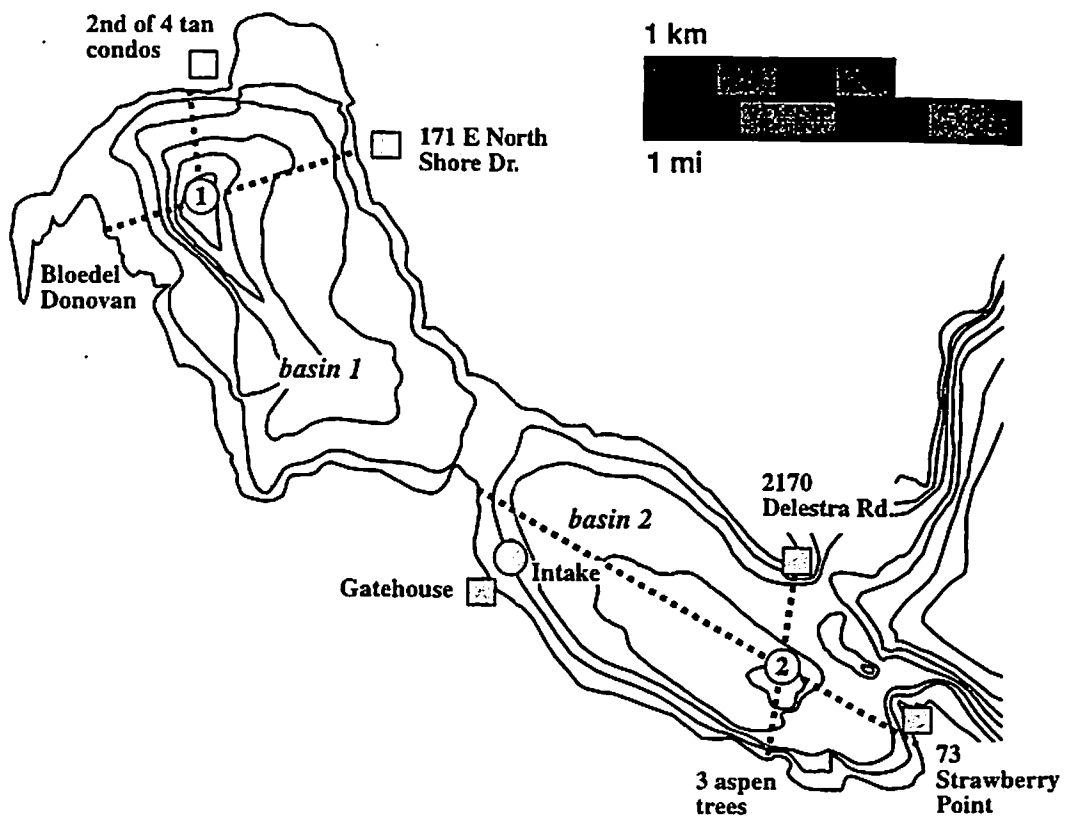 2nd of 4 tan
condos
1 km
1 mi
171 E North
Shore Dr.
1
Bloedel
Donovan
basin 1
2170
Delestra Rd.
basin 2
Intake
Gatehouse
2
73
Strawberry
Point
3 aspen
trees